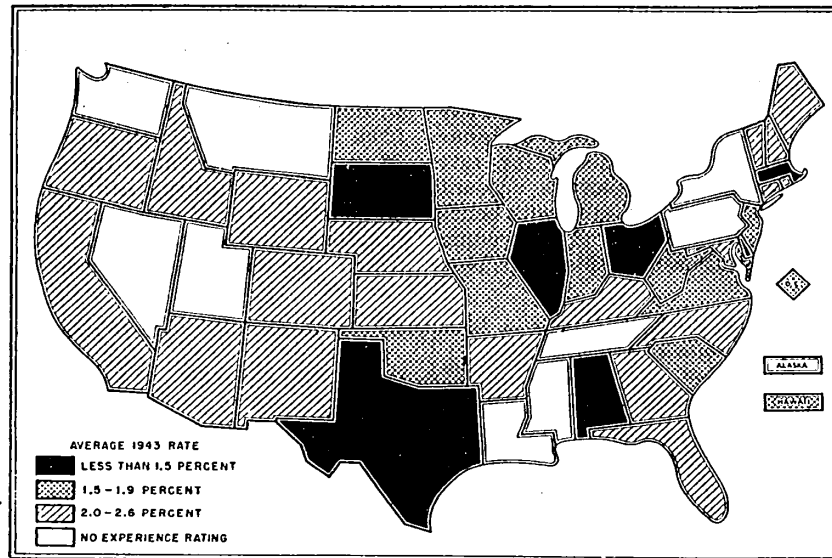 D. C.
ALASKA
HAWAII
AVERAGE 1943 RATE
LESS THAN 1.5 PERCENT
1.5 - 1.9 PERCENT
2.0 - 2.6 PERCENT
NO EXPERIENCE RATING